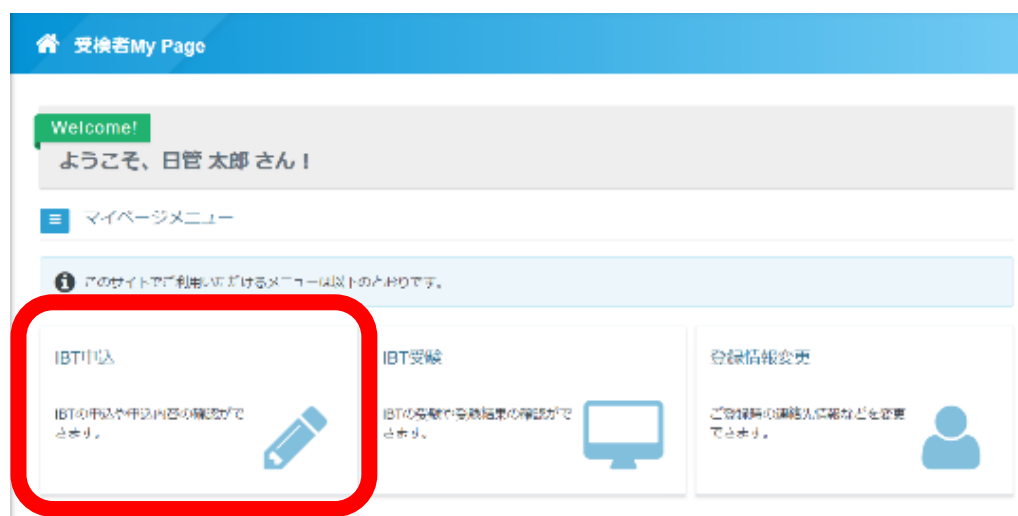 受検者My Page
Welcome!
ようこそ、日管 太郎 さん！
マイページメニュー
このサイトでご利用いただけるメニューは以下のとおりです。
IBT申込
IBTの申込や申込内容の確認がで
きます。
IBT受験
IBTの受験や受験結果の確認がで
きます。
登録情報変更
ご登録時の連絡先情報などを変更
できます。